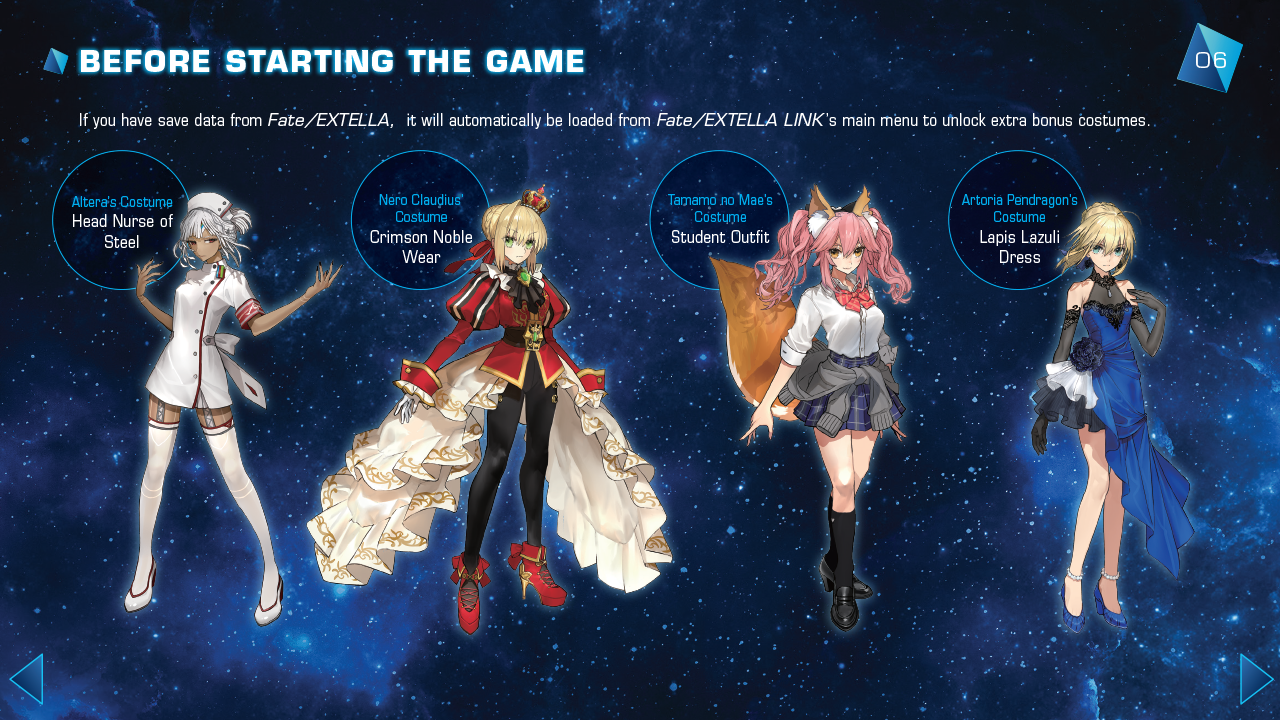 BEFORE STARTING THE GAME
06
If you have save data from Fate/EXTELLA, it will automatically be loaded from Fate/EXTELLA LINK's main menu to unlock extra bonus costumes.
Altera's Costume
Head Nurse of
Steel
Nero Claudius'
Costume
Crimson Noble
Wear
Tamamo no Mae's
Costume
Student Outfit
Artoria Pendragon's
Costume
Lapis Lazuli
Dress